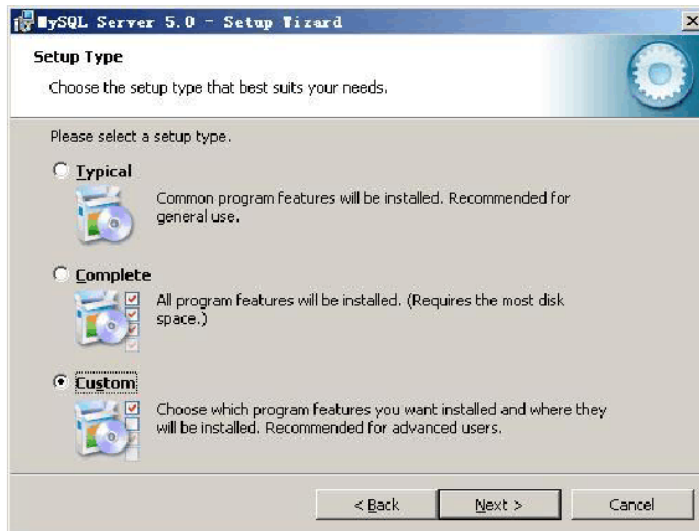 MySQL Server 5.0 - Setup Wizard
Setup Type
Choose the setup type that best suits your needs.
Please select a setup type.
Typical
Common program features will be installed. Recommended for
general use.
Complete
All program features will be installed. (Requires the most disk
space.)
Custom
Choose which program features you want installed and where they
will be installed. Recommended for advanced users.
< Back
Next >
Cancel